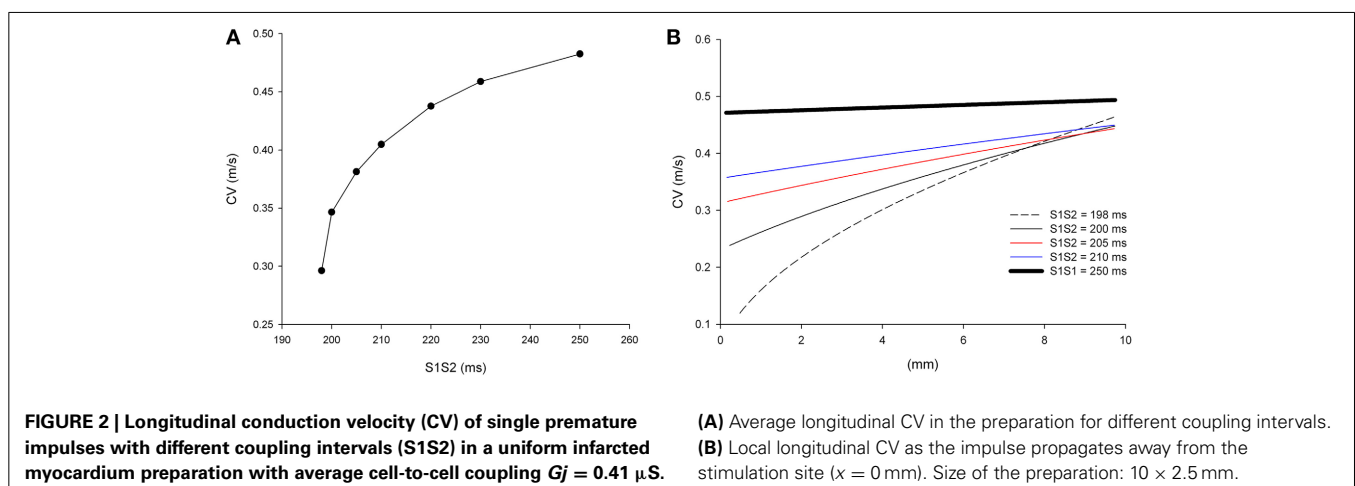 A
0.50
0.45
0.40
0.35
0.30
0.25
CV (m/s)
190 200 210 220 230 240 250 260
S1S2 (ms)
B
0.6
0.5
0.4
0.3
0.2
0.1
CV (m/s)
S1S2 = 198 ms
S1S2 = 200 ms
S1S2 = 205 ms
S1S2 = 210 ms
S1S1 = 250 ms
0 2 4 6 8 10
(mm)
FIGURE 2 | Longitudinal conduction velocity (CV) of single premature
impulses with different coupling intervals (S1S2) in a uniform infarcted
myocardium preparation with average cell-to-cell coupling Gj = 0.41 μS.
(A) Average longitudinal CV in the preparation for different coupling intervals.
(B) Local longitudinal CV as the impulse propagates away from the
stimulation site (x = 0 mm). Size of the preparation: 10 × 2.5 mm.